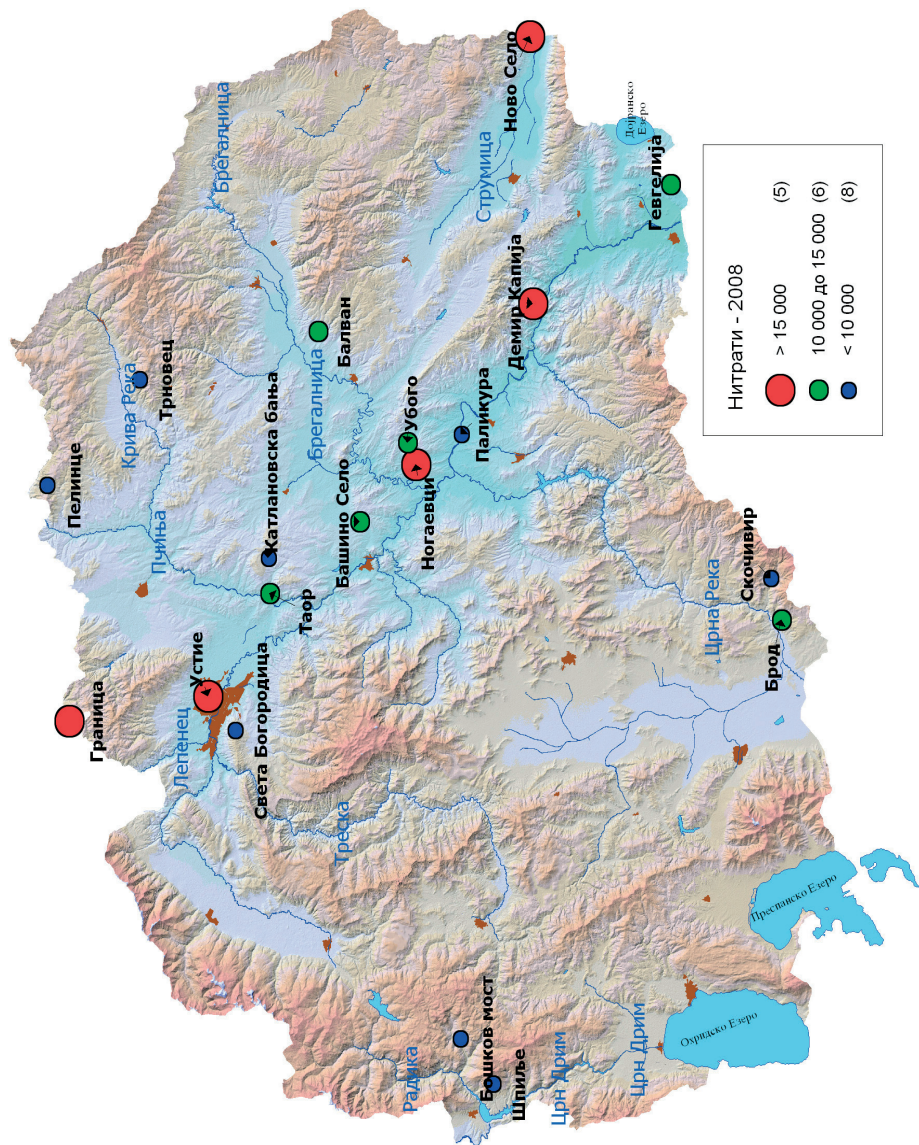 Граница
Пелинце
Крива Река
Трновец
Пчиња
Лепенец
Устие
Света Богородица
Таор
Катлановска бања
Брегалница
Брегалница
Балван
Башино Село
Треска
Убого
Ногаевци
Паликура
Струмица
Ново Село
Демир Капија
Дојранско
Езеро
Гевгелија
Радика
Бошков мост
Шпиље
Црн Дрим
Црн Дрим
Охридско Езеро
Преспанско Езеро
Црна Река
Скочивир
Брод
Нитрати - 2008
> 15 000 (5)
10 000 до 15 000 (6)
< 10 000 (8)